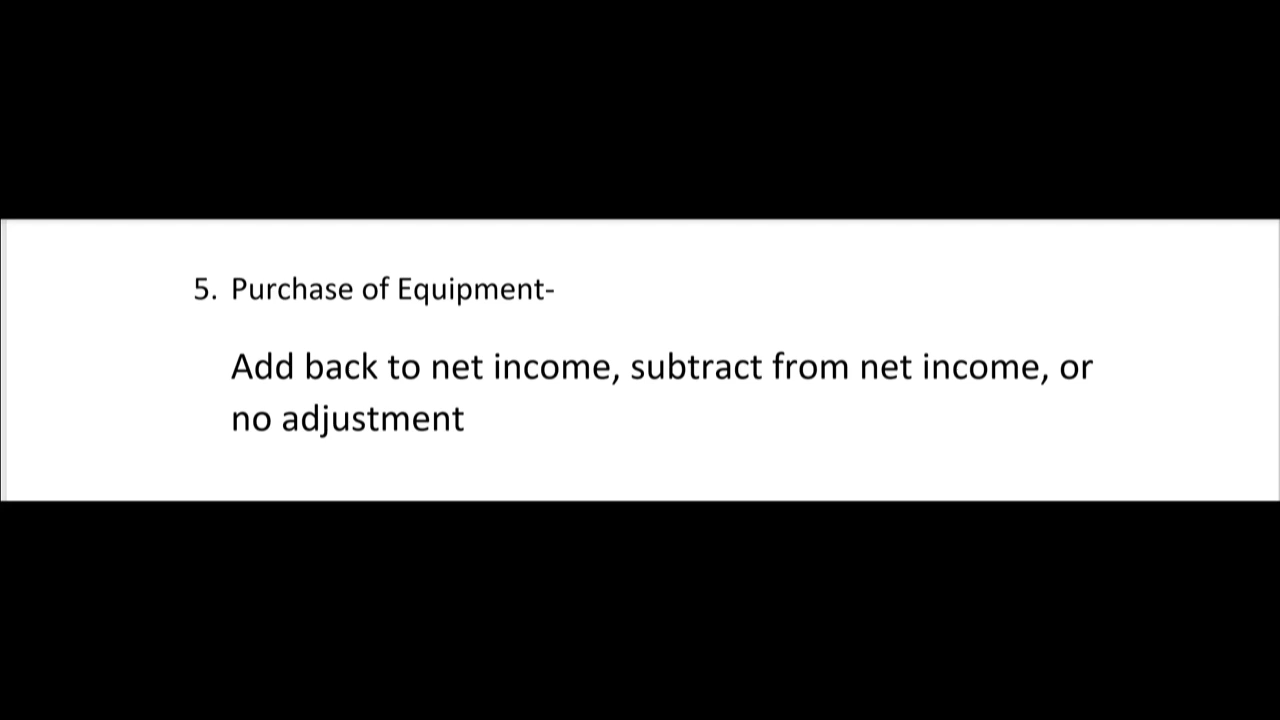 5. Purchase of Equipment-
Add back to net income, subtract from net income, or
no adjustment